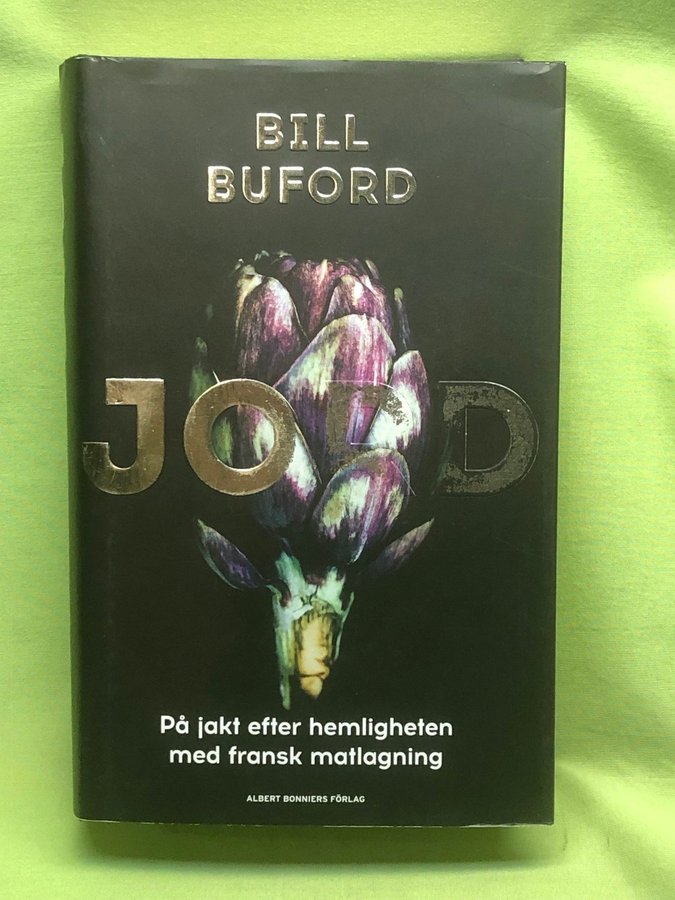 BILL
BUFORD
JORD
På jakt efter hemligheten
med fransk matlagning
ALBERT BONNIERS FÖRLAG